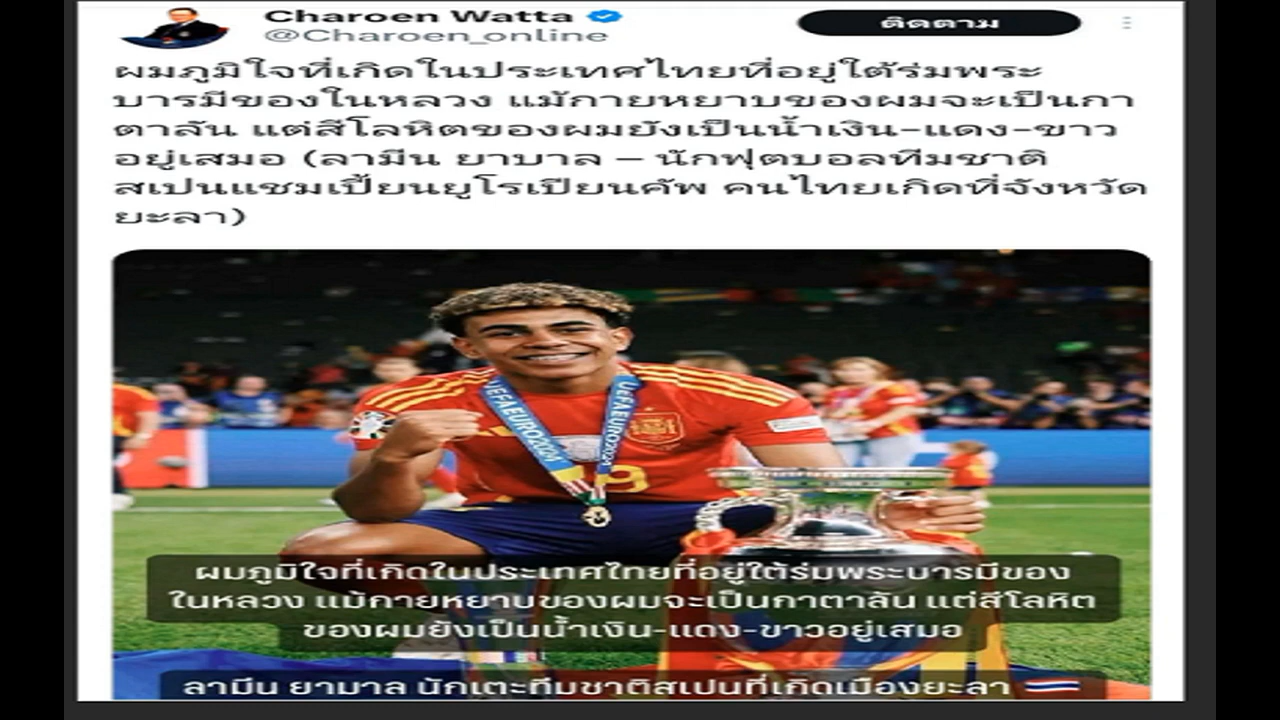 Charoen Watta
@Charoen_online
ติดตาม
ผมภูมิใจที่เกิดในประเทศไทยที่อยู่ใต้ร่มพระ
บารมีของในหลวง แม้กายหยาบของผมจะเป็นกา
ตาลัน แต่สีโลหิตของผมยังเป็นน้ำเงิน-แดง-ขาว
อยู่เสมอ (ลามีน ยาบาล – นักฟุตบอลทีมชาติ
สเปนแชมเปี้ยนยูโรเปียนคัพ คนไทยเกิดที่จังหวัด
ยะลา)
UEFA EURO2024
UEFA EURO2024
19
ผมภูมิใจที่เกิดในประเทศไทยที่อยู่ใต้ร่มพระบารมีของ
ในหลวง แม้กายหยาบของผมจะเป็นกาตาลัน แต่สีโลหิต
ของผมยังเป็นน้ำเงิน-แดง-ขาวอยู่เสมอ
ลามีน ยามาล นักเตะทีมชาติสเปนที่เกิดเมืองยะลา